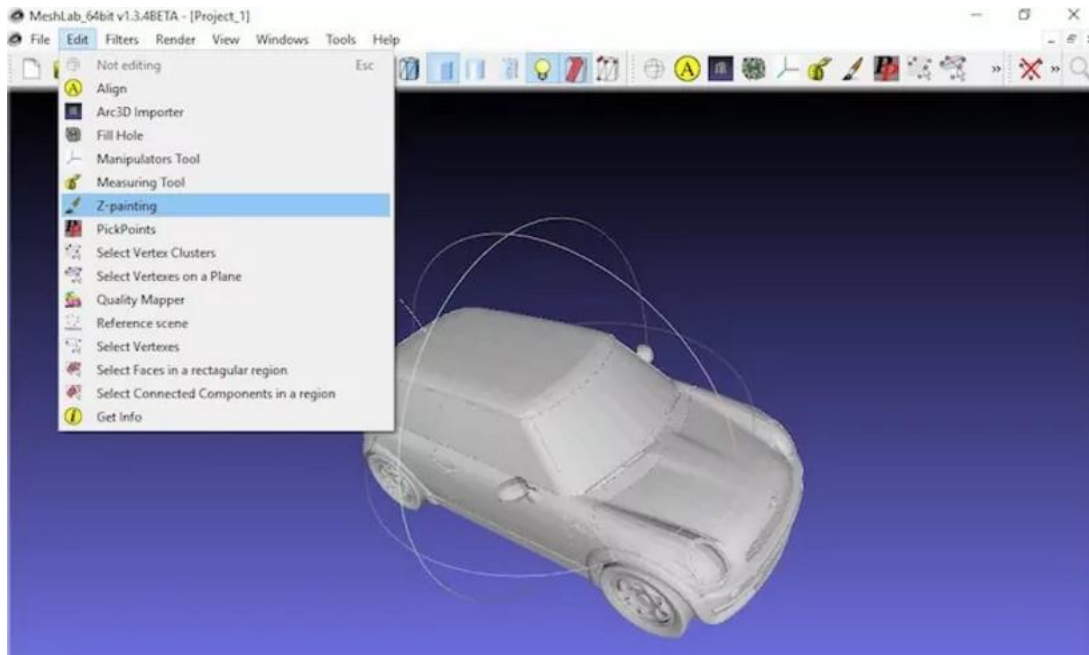 MeshLab_64bit v1.3.4BETA - [Project_1]
File Edit Filters Render View Windows Tools Help
Not editing Esc
Align
Arc3D Importer
Fill Hole
Manipulators Tool
Measuring Tool
Z-painting
PickPoints
Select Vertex Clusters
Select Vertexes on a Plane
Quality Mapper
Reference scene
Select Vertexes
Select Faces in a rectagular region
Select Connected Components in a region
Get Info